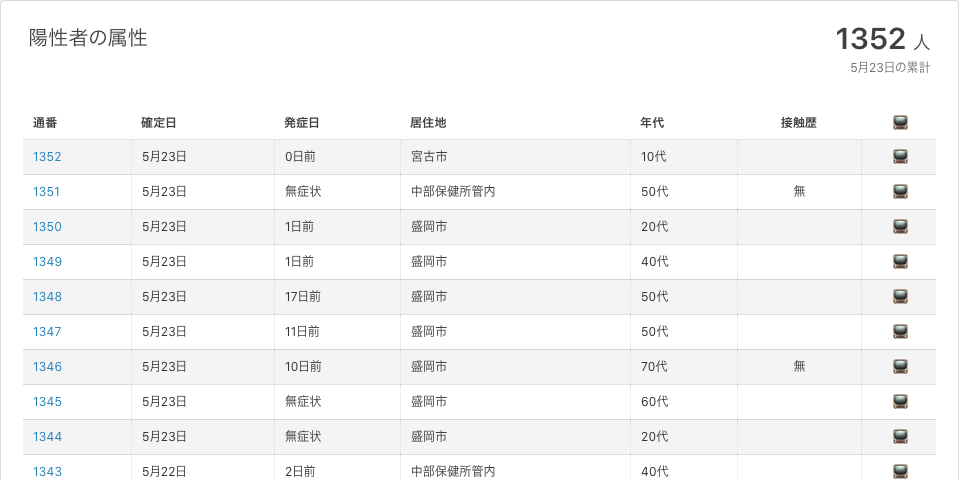 陽性者の属性
1352 人
5月23日の累計
通番 確定日 発症日 居住地 年代 接触歴
1352 5月23日 0日前 宮古市 10代
1351 5月23日 無症状 中部保健所管内 50代 無
1350 5月23日 1日前 盛岡市 20代
1349 5月23日 1日前 盛岡市 40代
1348 5月23日 17日前 盛岡市 50代
1347 5月23日 11日前 盛岡市 50代
1346 5月23日 10日前 盛岡市 70代 無
1345 5月23日 無症状 盛岡市 60代
1344 5月23日 無症状 盛岡市 20代
1343 5月22日 2日前 中部保健所管内 40代